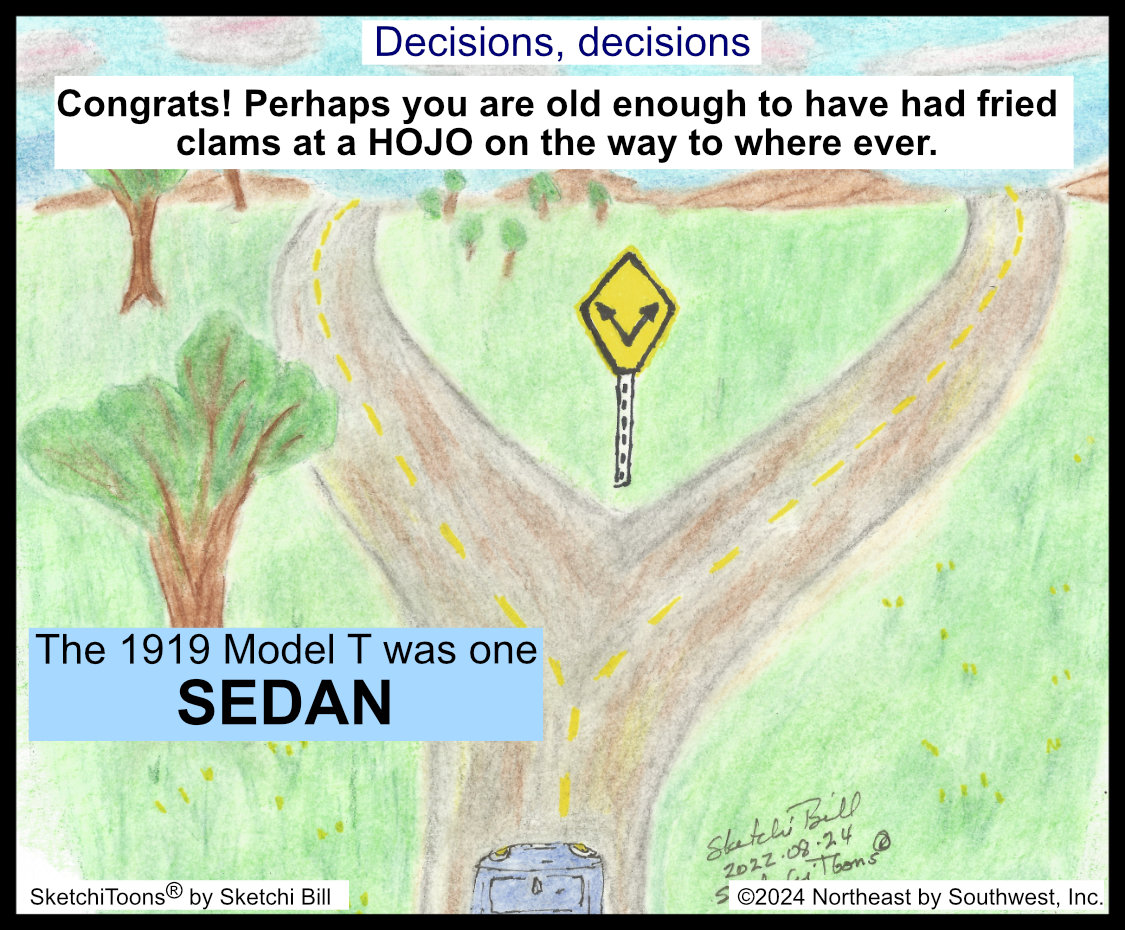 Decisions, decisions
Congrats! Perhaps you are old enough to have had fried
clams at a HOJO on the way to where ever.
The 1919 Model T was one
SEDAN
Sketchi Bill
2022.08.24
SketchiToons® by Sketchi Bill
©2024 Northeast by Southwest, Inc.